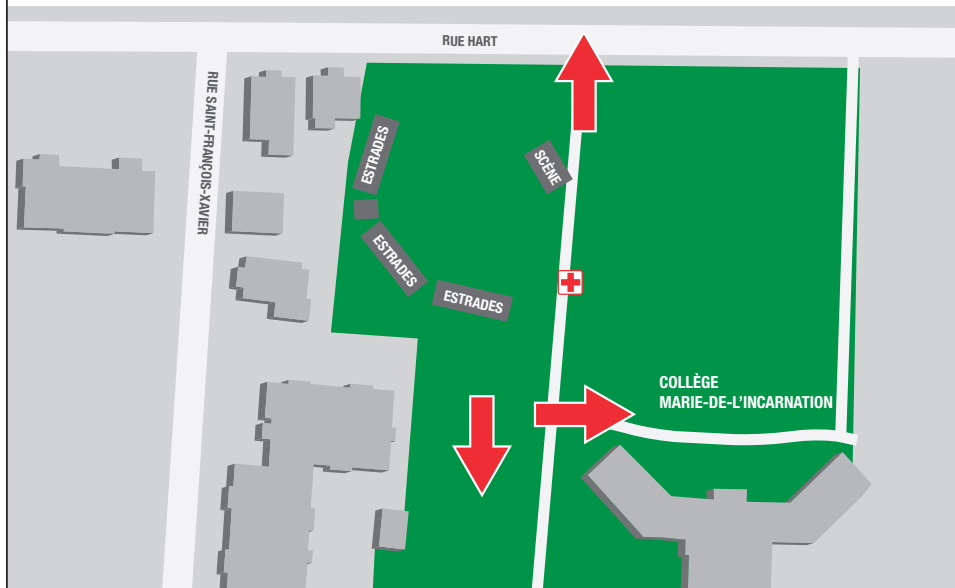 RUE HART
RUE SAINT-FRANÇOIS-XAVIER
ESTRADES
SCÈNE
ESTRADES
ESTRADES
COLLÈGE
MARIE-DE-L'INCARNATION